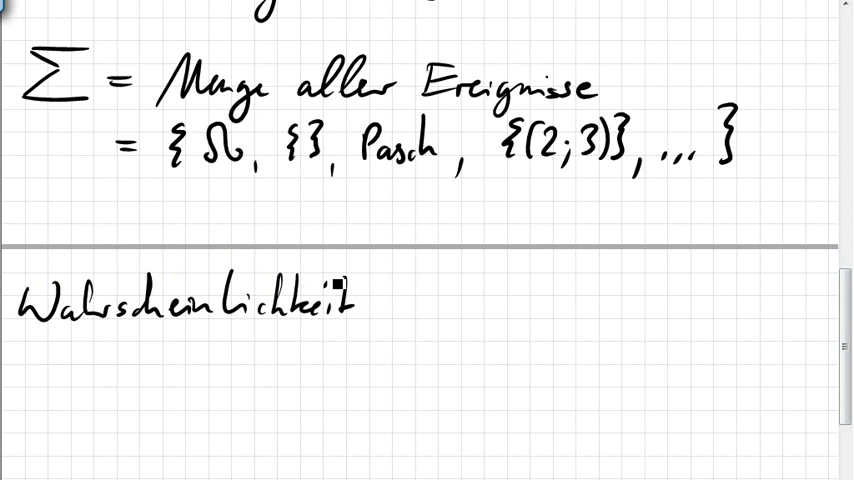 Σ = Menge aller Ereignisse
= { Ω, {}, Pasch, {(2;3)}, ... }
Wahrscheinlichkeit